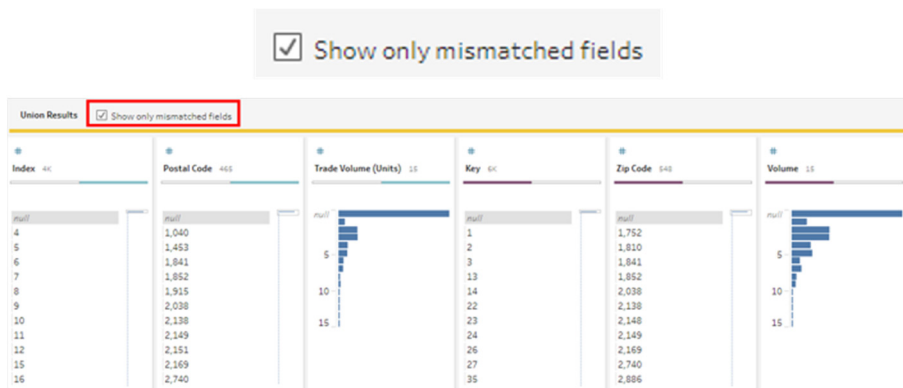 Show only mismatched fields
Union Results Show only mismatched fields
# # # # # #
Index 4K Postal Code 465 Trade Volume (Units) 15 Key 6K Zip Code 548 Volume 15
null null null null null null
4 1,040 1 1,752
5 1,453 2 1,810
6 1,841 5 3 1,841 5
7 1,852 13 1,852
8 1,915 10 14 2,038 10
9 2,038 22 2,138
10 2,138 15 23 2,148 15
11 2,149 24 2,149
12 2,151 26 2,169
15 2,169 27 2,740
16 2,740 35 2,886